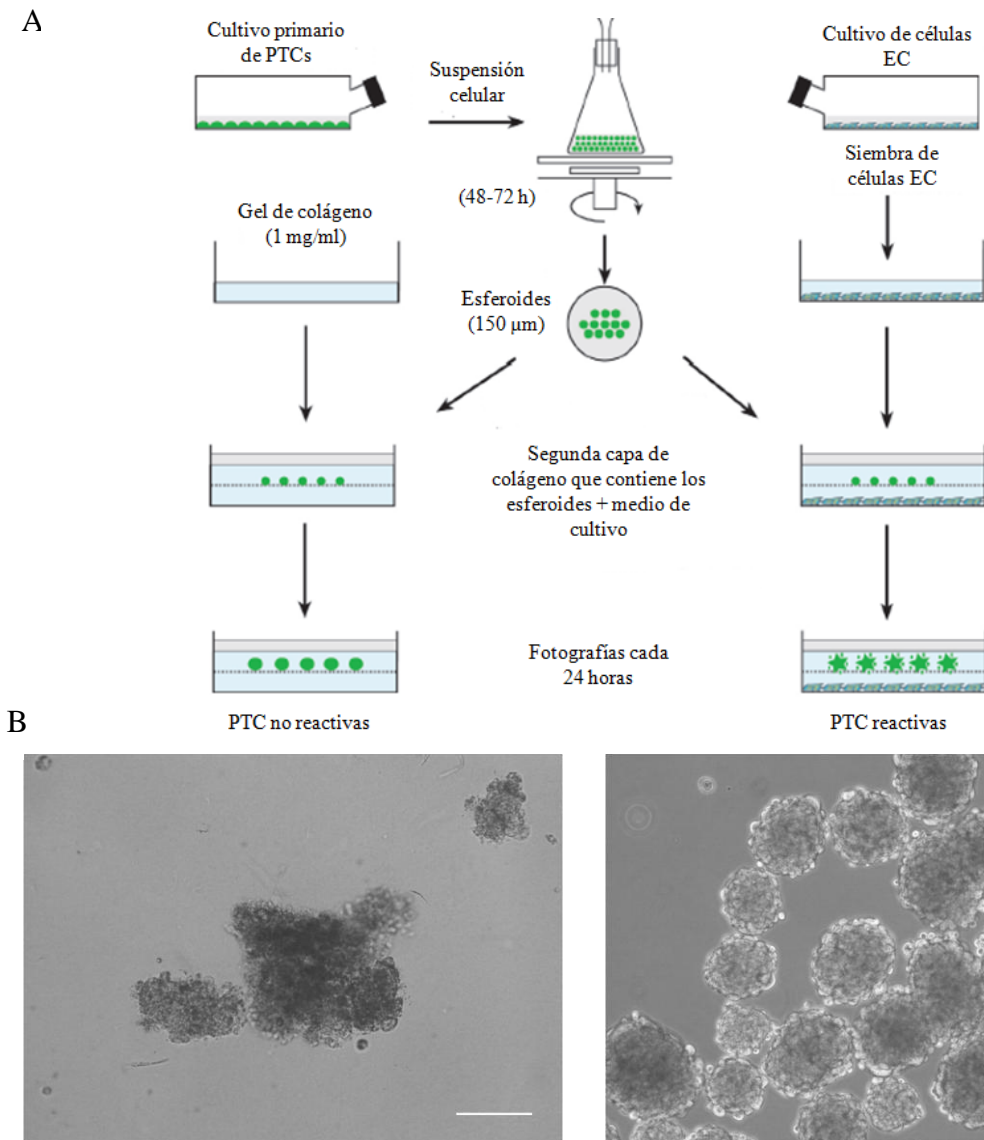 A
Cultivo primario
de PTCs
Suspensión
celular
Cultivo de células
EC
Siembra de
células EC
(48-72 h)
Gel de colágeno
(1 mg/ml)
Esferoides
(150 µm)
Segunda capa de
colágeno que contiene los
esferoides + medio de
cultivo
Fotografías cada
24 horas
PTC no reactivas
PTC reactivas
B